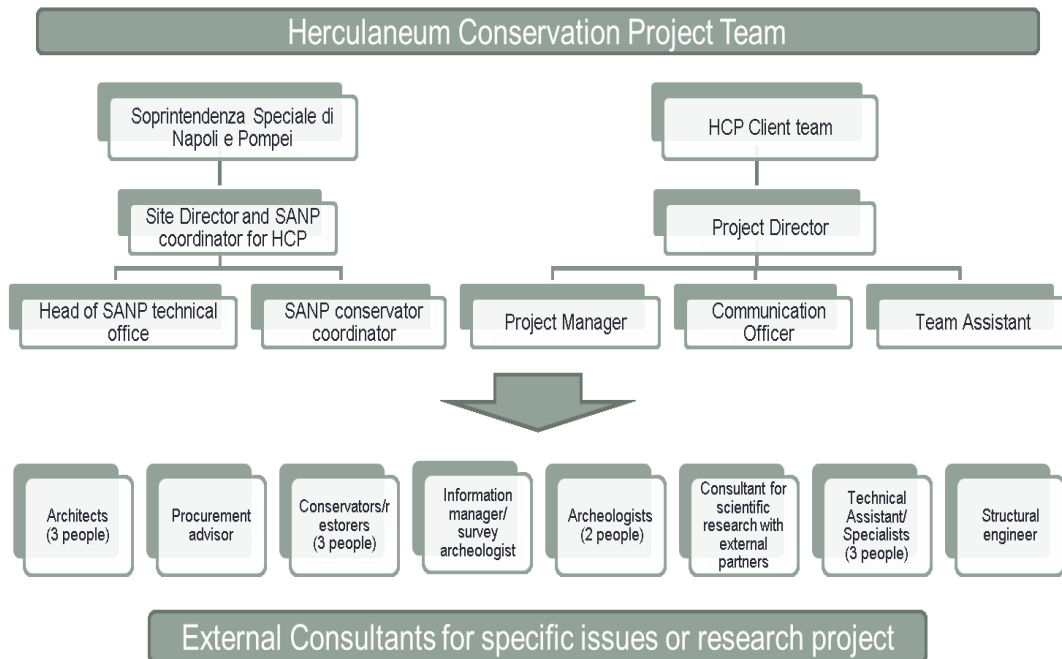 Herculaneum Conservation Project Team
Soprintendenza Speciale di
Napoli e Pompei
HCP Client team
Site Director and SANP
coordinator for HCP
Project Director
Head of SANP technical
office
SANP conservator
coordinator
Project Manager
Communication
Officer
Team Assistant
Architects
(3 people)
Procurement
advisor
Conservators/r
estorers
(3 people)
Information
manager/
survey
archeologist
Archeologists
(2 people)
Consultant for
scientific
research with
external
partners
Technical
Assistant/
Specialists
(3 people)
Structural
engineer
External Consultants for specific issues or research project